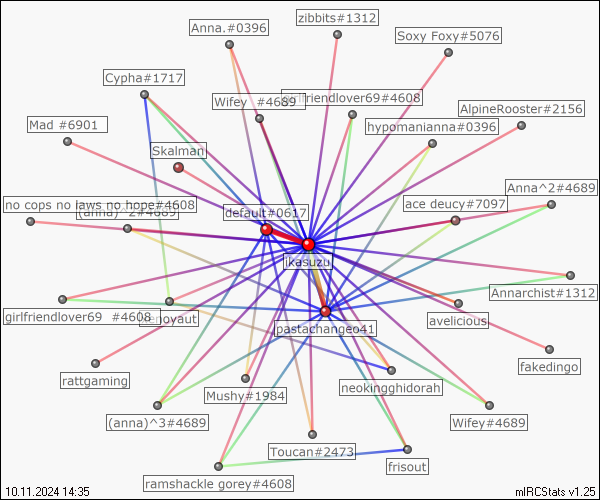 zibbits#1312
Anna.#0396
Soxy Foxy#5076
Cypha#1717
Wifey_#4689
girlfriendlover69#4608
AlpineRooster#2156
Mad #6901
hypomanianna#0396
Skalman
Anna^2#4689
no cops no laws no hope#4608
ace deucy#7097
(anna)^2#4689
default#0617
ikasuzu
Annarchist#1312
girlfriendlover69_#4608
avelicious
pastachangeo41
rattgaming
fakedingo
neokingghidorah
Mushy#1984
(anna)^3#4689
Wifey#4689
Toucan#2473
frisout
ramshackle gorey#4608
10.11.2024 14:35
mIRCStats v1.25